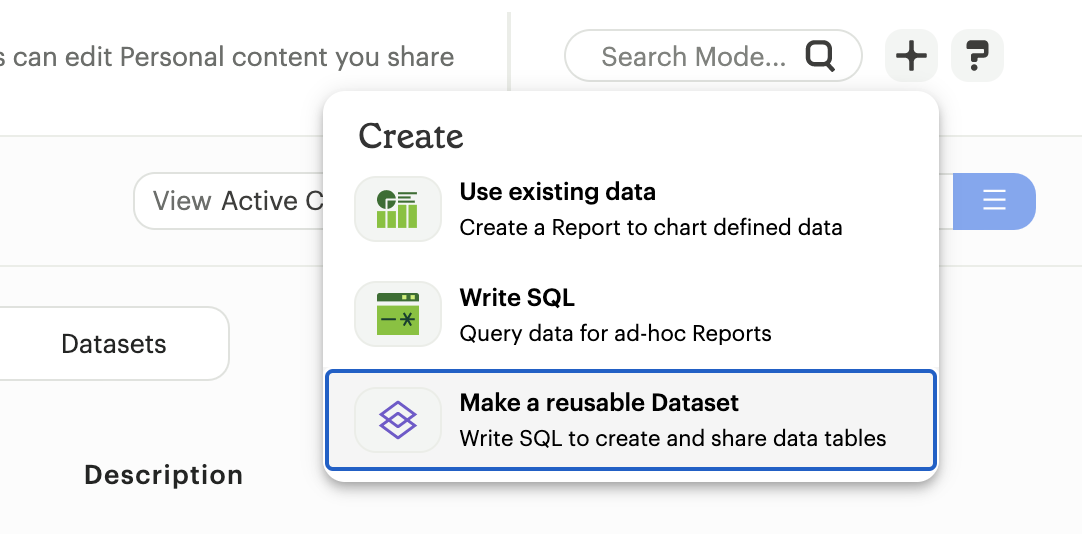 s can edit Personal content you share
Search Mode...
Create
View Active C
Use existing data
Create a Report to chart defined data
Write SQL
Query data for ad-hoc Reports
Datasets
Make a reusable Dataset
Write SQL to create and share data tables
Description